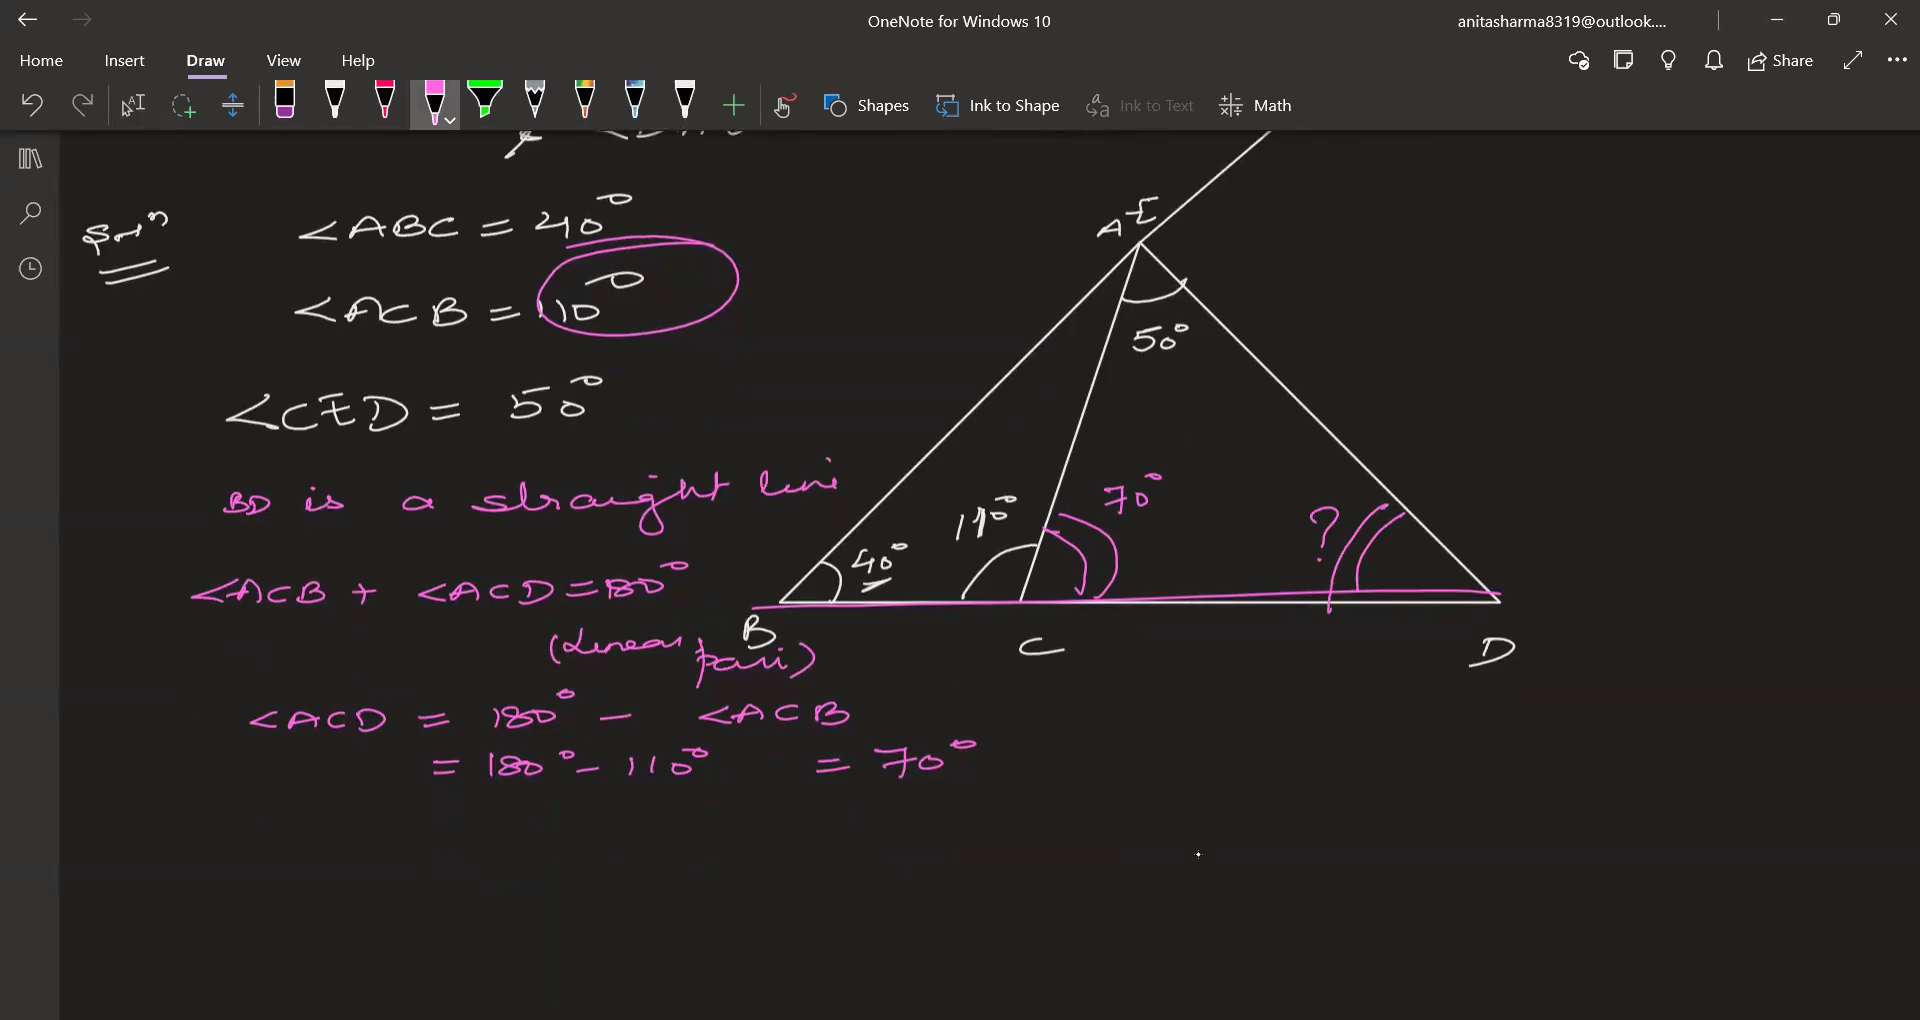 OneNote for Windows 10
anitasharma8319@outlook....
Home Insert Draw View Help
Share
Shapes Ink to Shape Ink to Text Math
Solⁿ
<ABC = 40°
<ACB = 110°
<CED = 50°
BD is a straight line
<ACB + <ACD = 180°
(Linear pair)
<ACD = 180° - <ACB
= 180° - 110° = 70°
A E
50°
40°
110°
70°
?
B
C
D